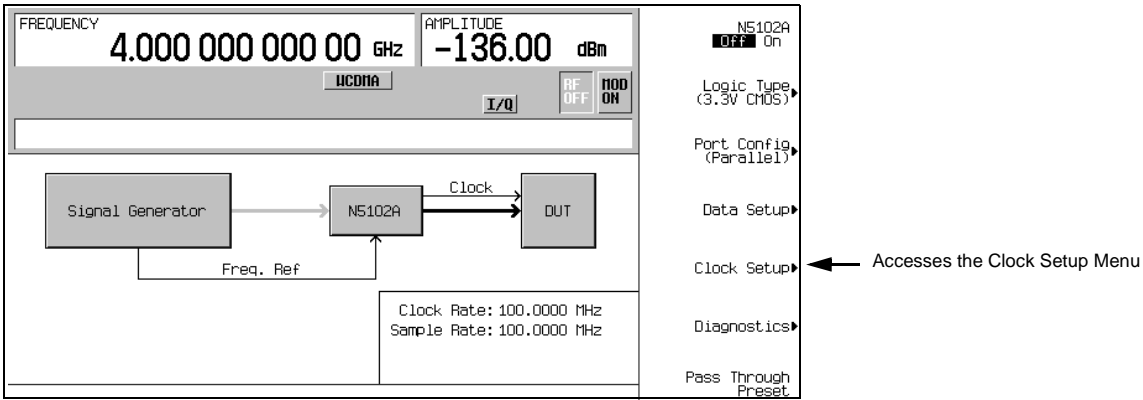 FREQUENCY
4.000 000 000 00 GHz
AMPLITUDE
-136.00 dBm
WCDMA
I/Q
RF OFF
MOD ON
Signal Generator
N5102A
Clock
DUT
Freq. Ref
Clock Rate: 100.0000 MHz
Sample Rate: 100.0000 MHz
N5102A
Off On
Logic Type
(3.3V CMOS)
Port Config
(Parallel)
Data Setup
Clock Setup
Diagnostics
Pass Through
Preset
Accesses the Clock Setup Menu